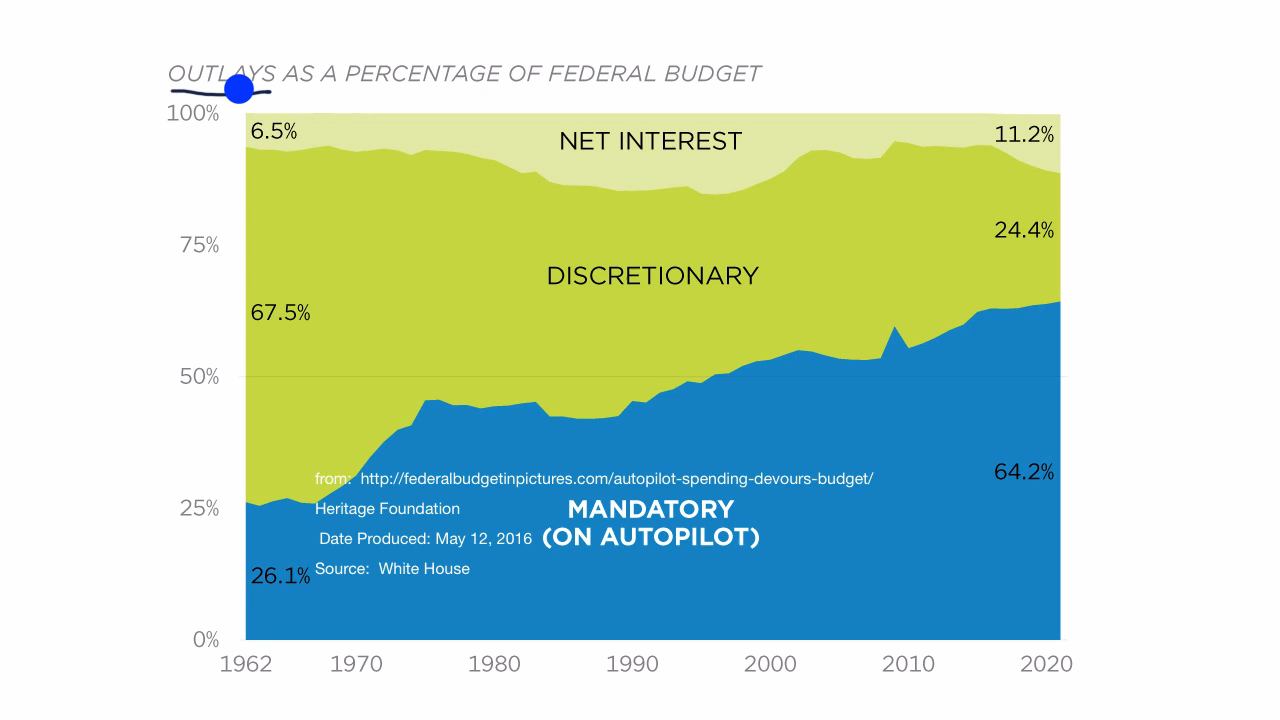 OUTLAYS AS A PERCENTAGE OF FEDERAL BUDGET
100%
6.5%
NET INTEREST
11.2%
75%
24.4%
DISCRETIONARY
67.5%
50%
64.2%
from:  http://federalbudgetinpictures.com/autopilot-spending-devours-budget/
25%
Heritage Foundation
MANDATORY
(ON AUTOPILOT)
Date Produced: May 12, 2016
Source:  White House
26.1%
0%
1962 1970 1980 1990 2000 2010 2020